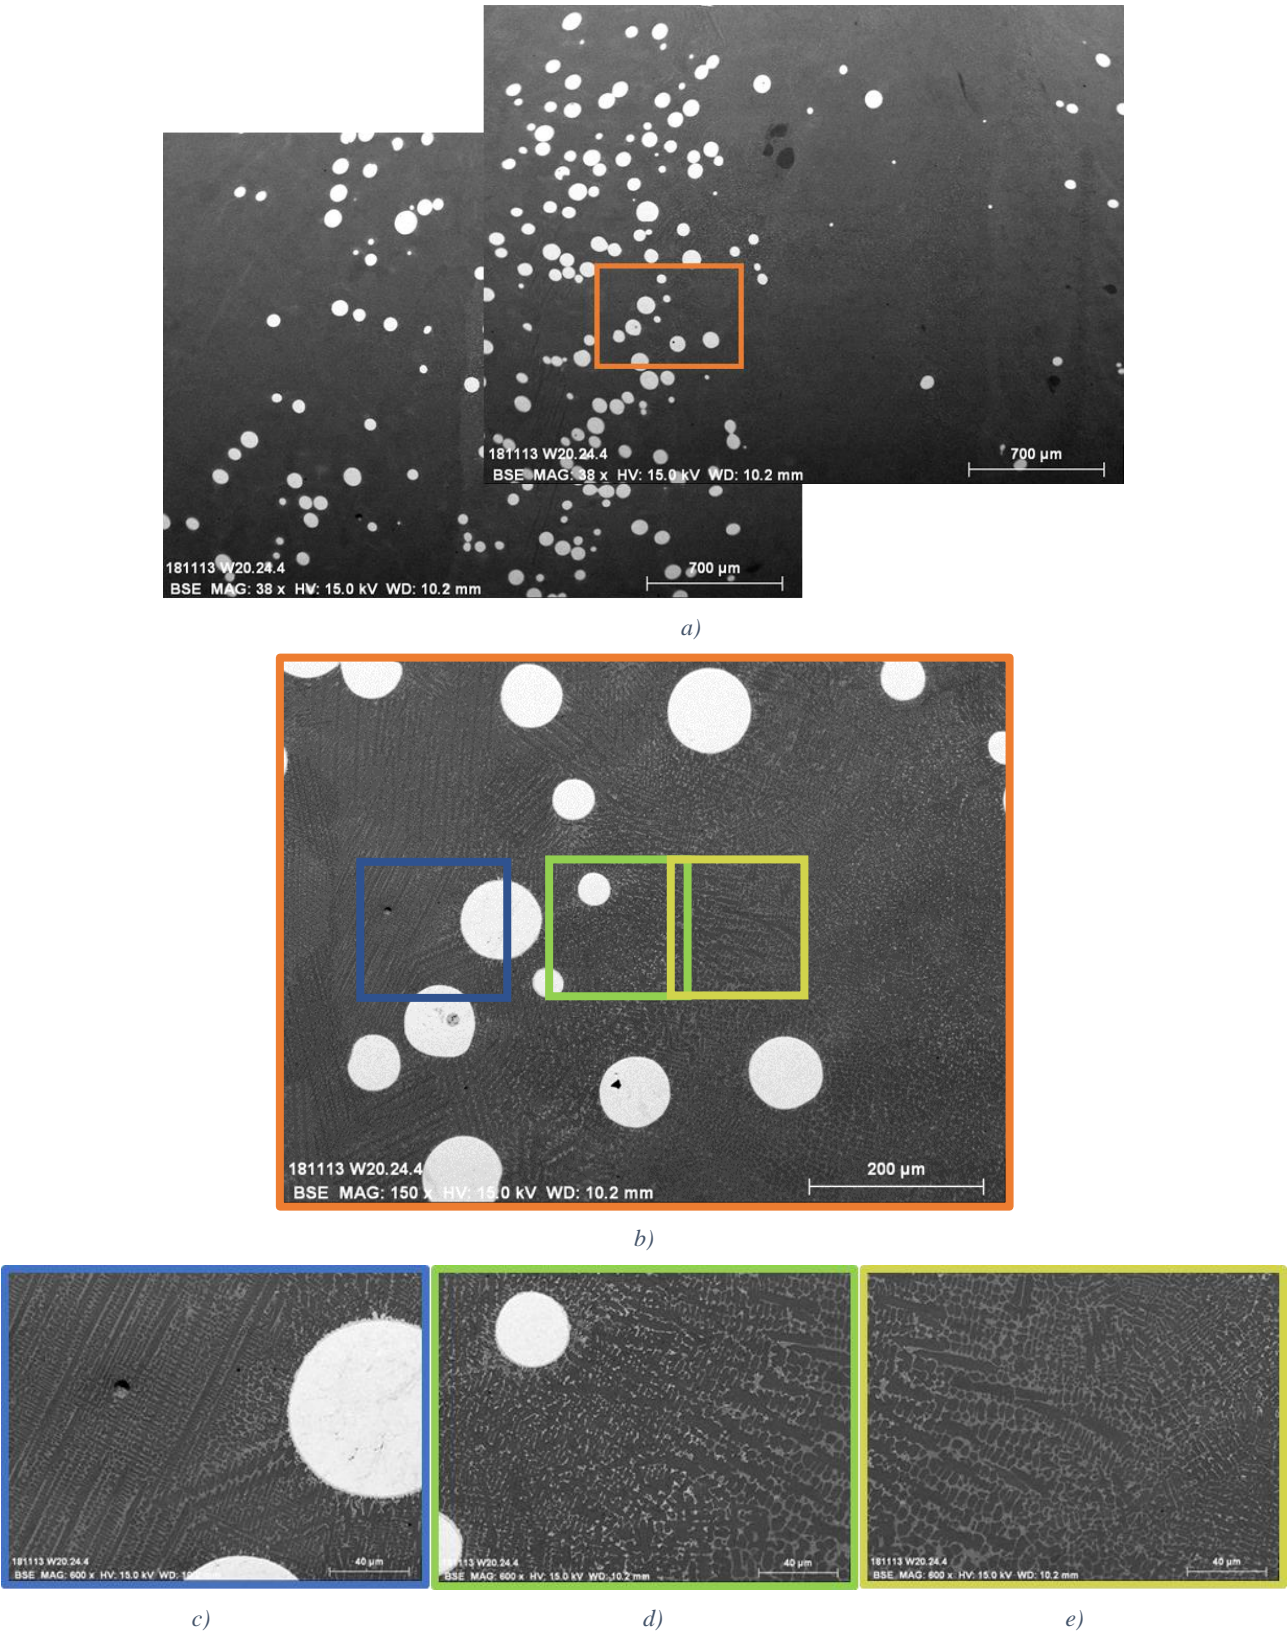 181113 W20.24.4
700 µm
BSE MAG: 38 x HV: 15.0 kV WD: 10.2 mm
181113 W20.24.4
700 µm
BSE MAG: 38 x HV: 15.0 kV WD: 10.2 mm
a)
181113 W20.24.4
200 µm
BSE MAG: 150 x HV: 15.0 kV WD: 10.2 mm
b)
181113 W20.24.4
40 µm
BSE MAG: 600 x HV: 15.0 kV WD:
181113 W20.24.4
40 µm
BSE MAG: 600 x HV: 15.0 kV WD: 10.2 mm
181113 W20.24.4
40 µm
BSE MAG: 600 x HV: 15.0 kV WD: 10.2 mm
c)
d)
e)